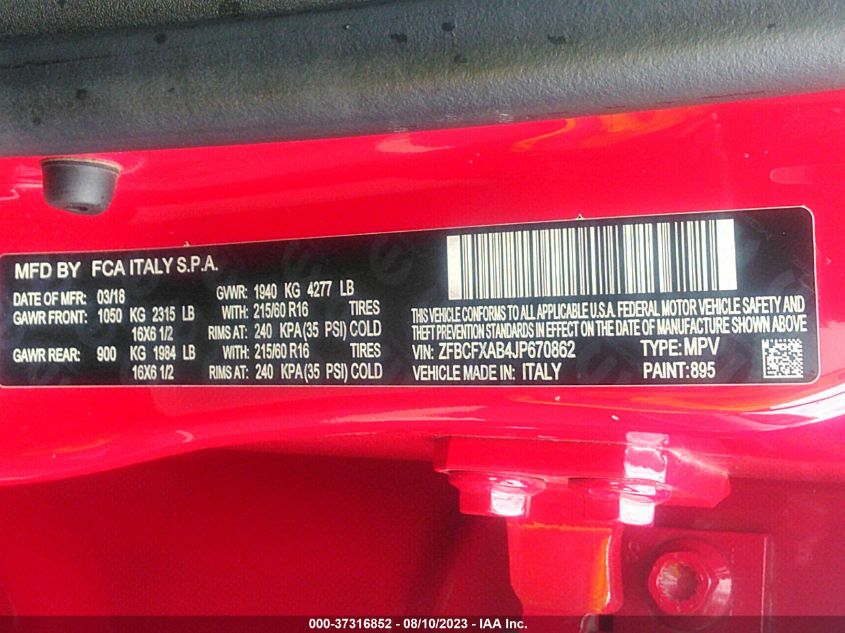 MFD BY FCA ITALY S.P.A.
DATE OF MFR: 03/18 GVWR: 1940 KG 4277 LB
GAWR FRONT: 1050 KG 2315 LB WITH: 215/60 R16 TIRES
16X6 1/2 RIMS AT: 240 KPA(35 PSI) COLD
GAWR REAR: 900 KG 1984 LB WITH: 215/60 R16 TIRES
16X6 1/2 RIMS AT: 240 KPA(35 PSI) COLD
THIS VEHICLE CONFORMS TO ALL APPLICABLE U.S.A. FEDERAL MOTOR VEHICLE SAFETY AND
THEFT PREVENTION STANDARDS IN EFFECT ON THE DATE OF MANUFACTURE SHOWN ABOVE
VIN: ZFBCFXAB4JP670862 TYPE: MPV
VEHICLE MADE IN: ITALY PAINT: 895
000-37316852 - 08/10/2023 - IAA Inc.